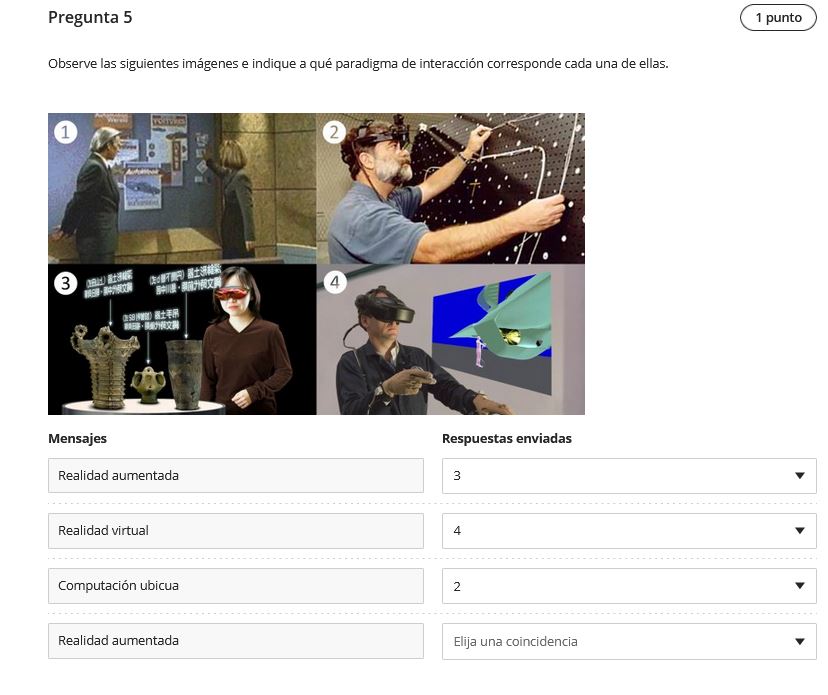 Pregunta 5
1 punto
Observe las siguientes imágenes e indique a qué paradigma de interacción corresponde cada una de ellas.
1
2
VOITURES
AutoWeek
3
4
Mensajes
Respuestas enviadas
Realidad aumentada
3
Realidad virtual
4
Computación ubicua
2
Realidad aumentada
Elija una coincidencia